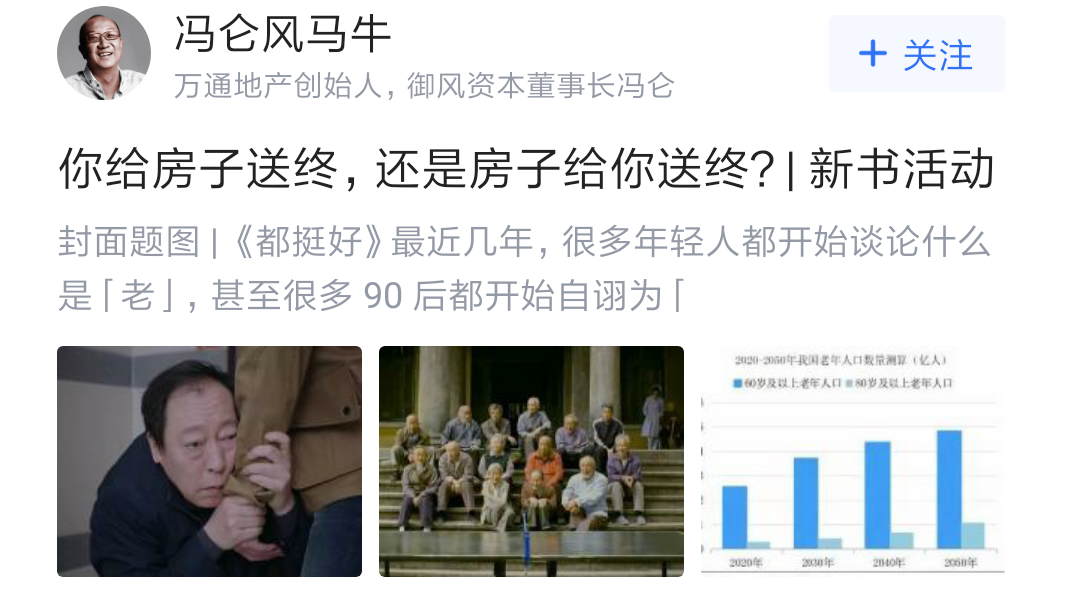 冯仑风马牛
万通地产创始人，御风资本董事长冯仑
+ 关注
你给房子送终，还是房子给你送终？| 新书活动
封面题图 |《都挺好》最近几年，很多年轻人都开始谈论什么
是「老」，甚至很多 90 后都开始自诩为「
2020-2050年我国老年人口数量测算（亿人）
60岁及以上老年人口 80岁及以上老年人口
2020年 2030年 2040年 2050年